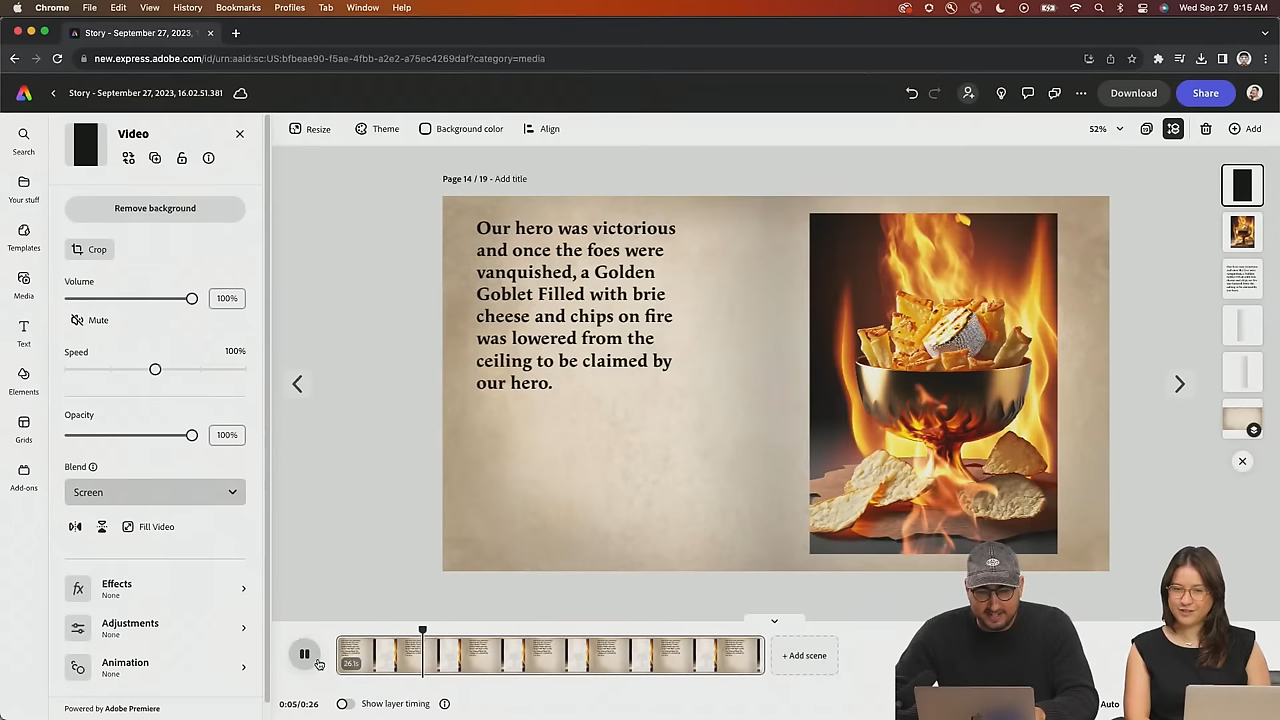 Chrome File Edit View History Bookmarks Profiles Tab Window Help Wed Sep 27 9:15 AM
Story - September 27, 2023,
new.express.adobe.com/id/urn:aaid:sc:US:bfbeae90-f5ae-4fbb-a2e2-a75ec4269daf?category=media
Story - September 27, 2023, 16.02.51.381
Download
Share
Search
Your stuff
Templates
Media
Text
Elements
Grids
Add-ons
Video
Remove background
Crop
Volume
100%
Mute
Speed 100%
Opacity
100%
Blend
Screen
Fill Video
fx Effects
None
Adjustments
None
Animation
None
Powered by Adobe Premiere
Resize Theme Background color Align 52% Add
Page 14 / 19 - Add title
Our hero was victorious
and once the foes were
vanquished, a Golden
Goblet Filled with brie
cheese and chips on fire
was lowered from the
ceiling to be claimed by
our hero.
26.1s
+ Add scene
0:05/0:26 Show layer timing
Auto